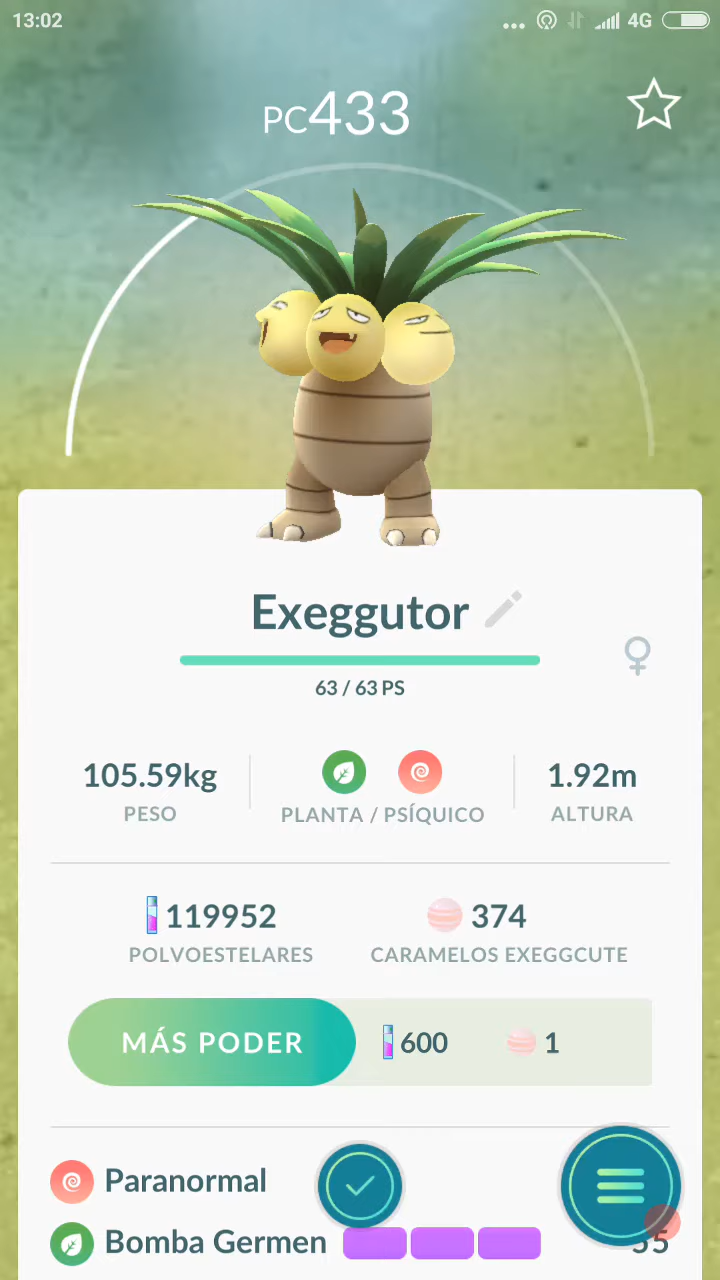 13:02
4G
PC433
Exeggutor
63 / 63 PS
105.59kg
PESO
PLANTA / PSÍQUICO
1.92m
ALTURA
119952
POLVOESTELARES
374
CARAMELOS EXEGGCUTE
MÁS PODER
600
1
Paranormal
Bomba Germen
55